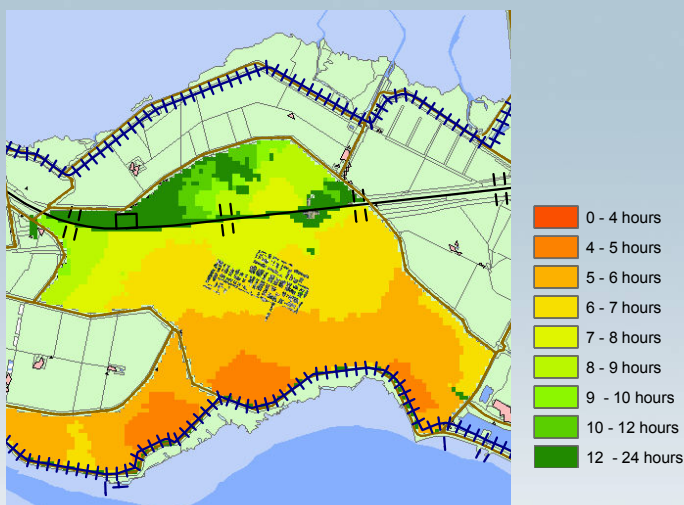 0 - 4 hours
4 - 5 hours
5 - 6 hours
6 - 7 hours
7 - 8 hours
8 - 9 hours
9 - 10 hours
10 - 12 hours
12 - 24 hours